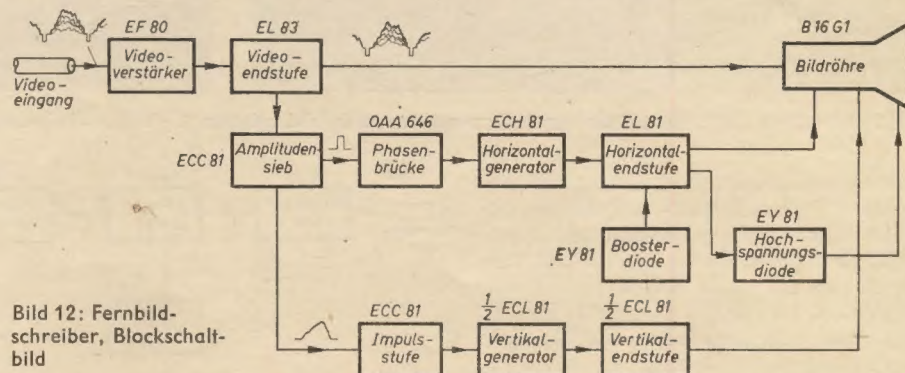 EF 80
EL 83
B 16 G1
Video-
verstärker
Video-
endstufe
Bildröhre
Video-
eingang
OAA 646
ECH 81
EL 81
ECC 81
Amplituden-
sieb
Phasen-
brücke
Horizontal-
generator
Horizontal-
endstufe
EY 81
EY 81
Booster-
diode
Hoch-
spannungs-
diode
Bild 12: Fernbild-
schreiber, Blockschalt-
bild
ECC 81
1/2 ECL 81
1/2 ECL 81
Impuls-
stufe
Vertikal-
generator
Vertikal-
endstufe